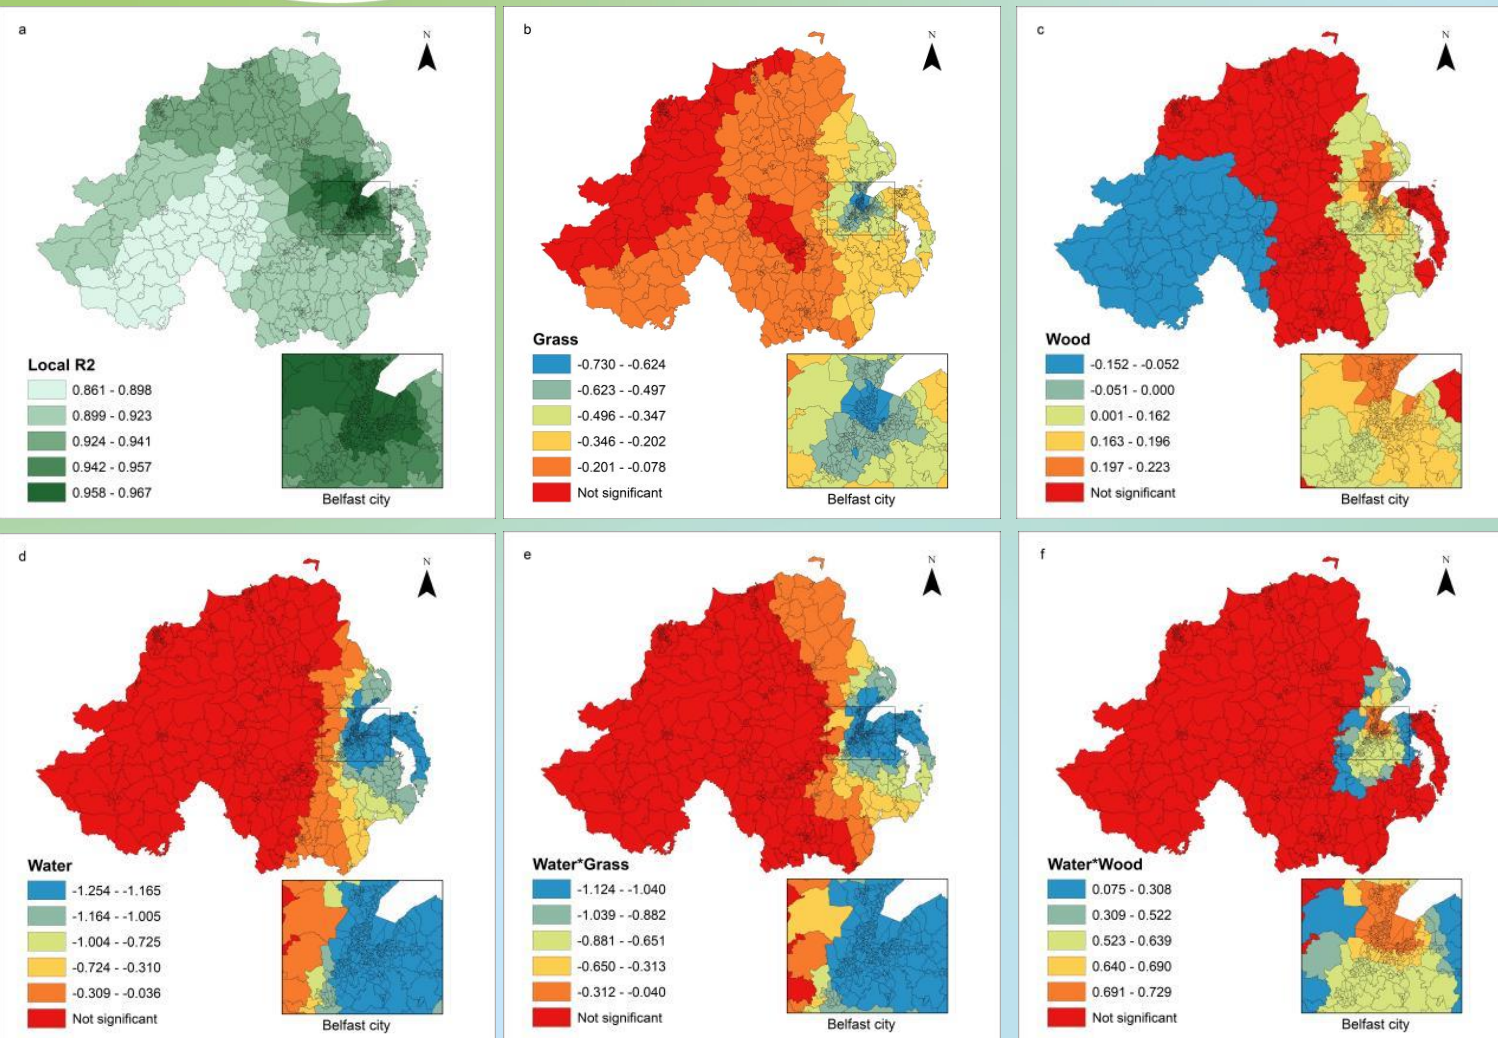 a
N
Local R2
0.861 - 0.898
0.899 - 0.923
0.924 - 0.941
0.942 - 0.957
0.958 - 0.967
Belfast city
b
N
Grass
-0.730 - -0.624
-0.623 - -0.497
-0.496 - -0.347
-0.346 - -0.202
-0.201 - -0.078
Not significant
Belfast city
c
N
Wood
-0.152 - -0.052
-0.051 - 0.000
0.001 - 0.162
0.163 - 0.196
0.197 - 0.223
Not significant
Belfast city
d
N
Water
-1.254 - -1.165
-1.164 - -1.005
-1.004 - -0.725
-0.724 - -0.310
-0.309 - -0.036
Not significant
Belfast city
e
N
Water*Grass
-1.124 - -1.040
-1.039 - -0.882
-0.881 - -0.651
-0.650 - -0.313
-0.312 - -0.040
Not significant
Belfast city
f
N
Water*Wood
0.075 - 0.308
0.309 - 0.522
0.523 - 0.639
0.640 - 0.690
0.691 - 0.729
Not significant
Belfast city